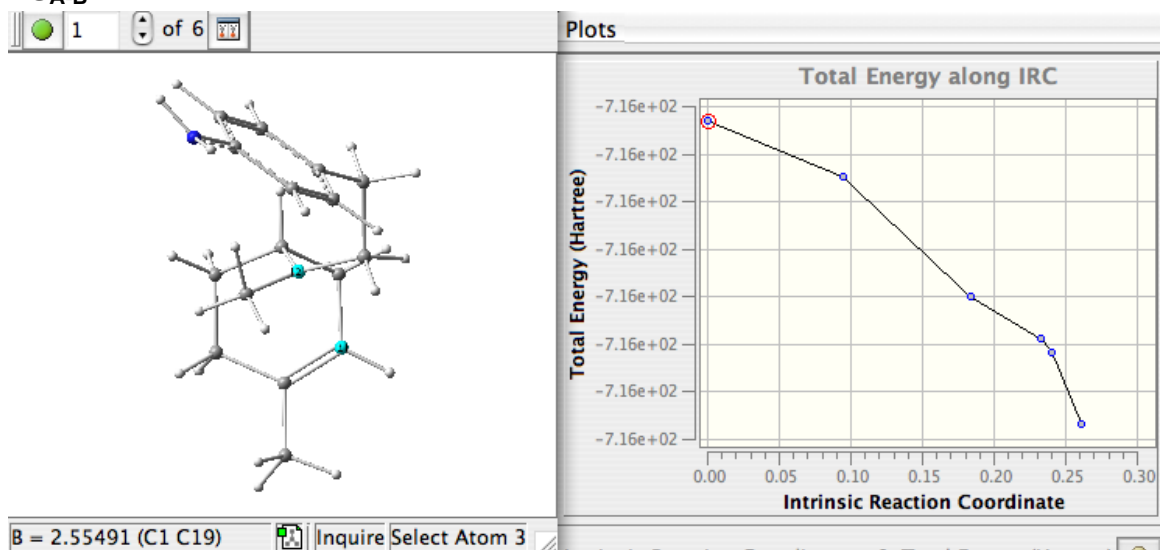 A B
1 of 6
Plots
Total Energy along IRC
-7.16e+02
-7.16e+02
-7.16e+02
-7.16e+02
-7.16e+02
-7.16e+02
-7.16e+02
-7.16e+02
Total Energy (Hartree)
0.00 0.05 0.10 0.15 0.20 0.25 0.30
Intrinsic Reaction Coordinate
2
1
B = 2.55491 (C1 C19) Inquire Select Atom 3